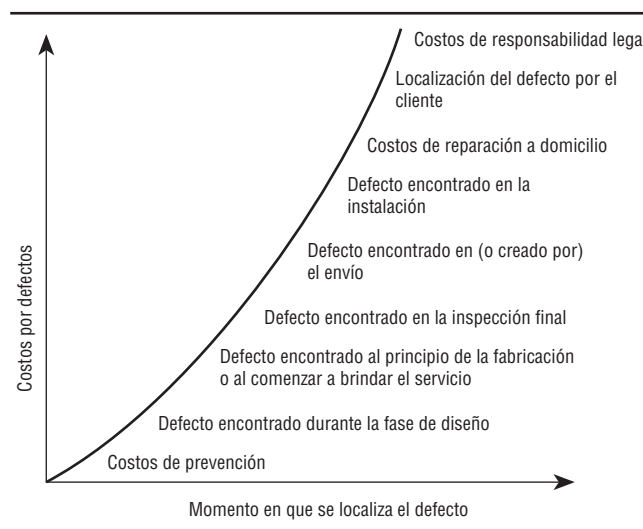 Costos de responsabilidad lega
Localización del defecto por el
cliente
Costos de reparación a domicilio
Defecto encontrado en la
instalación
Defecto encontrado en (o creado por)
el envío
Defecto encontrado en la inspección final
Defecto encontrado al principio de la fabricación
o al comenzar a brindar el servicio
Defecto encontrado durante la fase de diseño
Costos de prevención
Costos por defectos
Momento en que se localiza el defecto